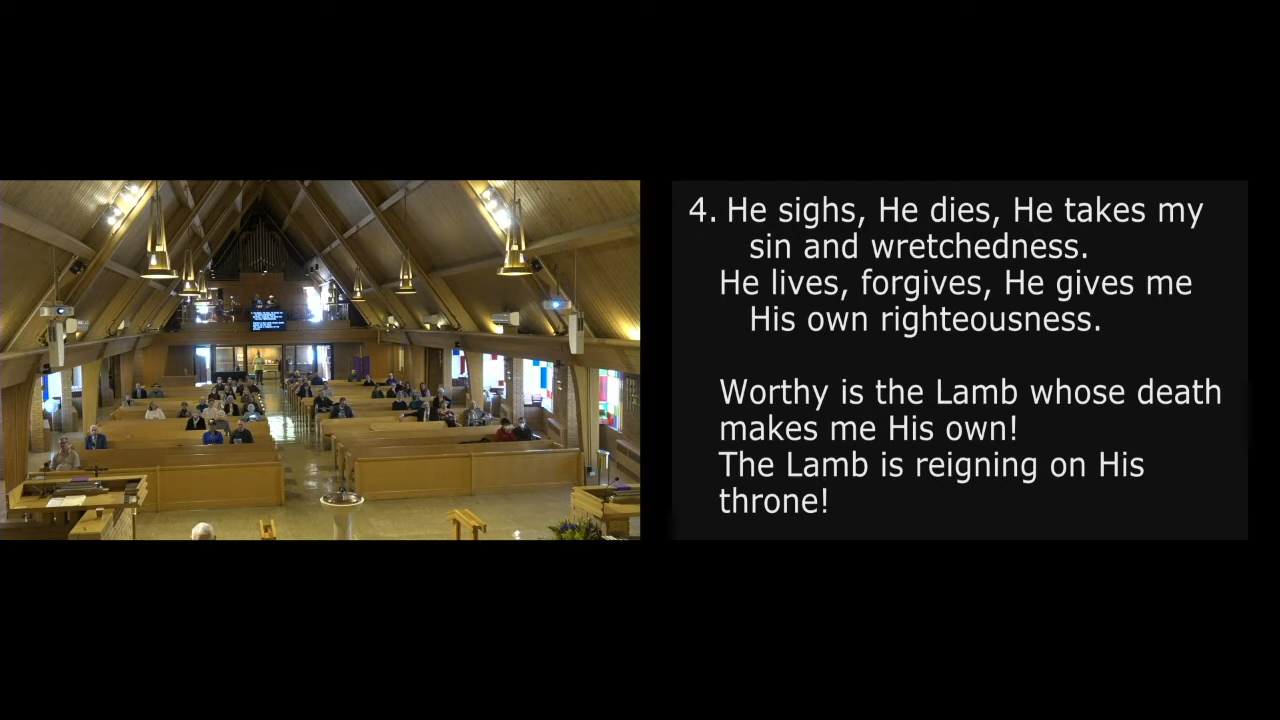 4. He sighs, He dies, He takes my
sin and wretchedness.
He lives, forgives, He gives me
His own righteousness.
Worthy is the Lamb whose death
makes me His own!
The Lamb is reigning on His
throne!